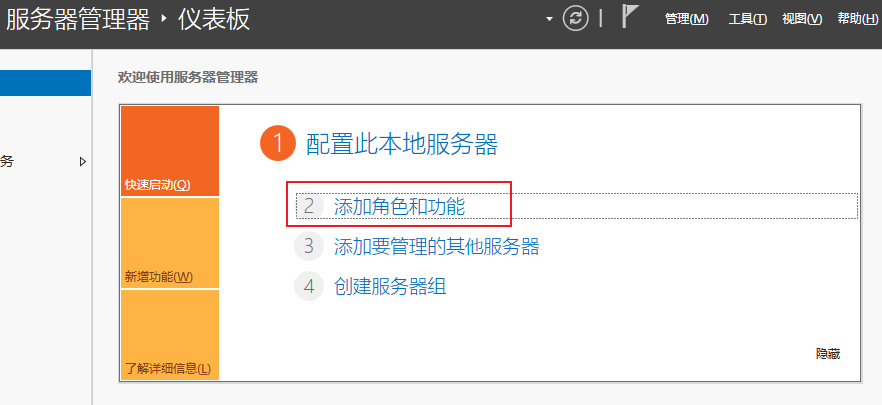 服务器管理器 仪表板
管理(M) 工具(T) 视图(V) 帮助(H)
欢迎使用服务器管理器
务
1 配置此本地服务器
快速启动(Q)
2 添加角色和功能
3 添加要管理的其他服务器
新增功能(W)
4 创建服务器组
隐藏
了解详细信息(L)